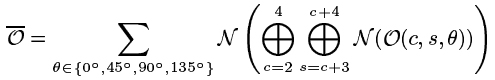 $\overline{\mathcal{O}} = \sum_{\theta \in \{0^\circ, 45^\circ, 90^\circ, 135^\circ\}} \mathcal{N} \left( \bigoplus_{c=2}^{4} \bigoplus_{s=c+3}^{c+4} \mathcal{N}(\mathcal{O}(c, s, \theta)) \right)$